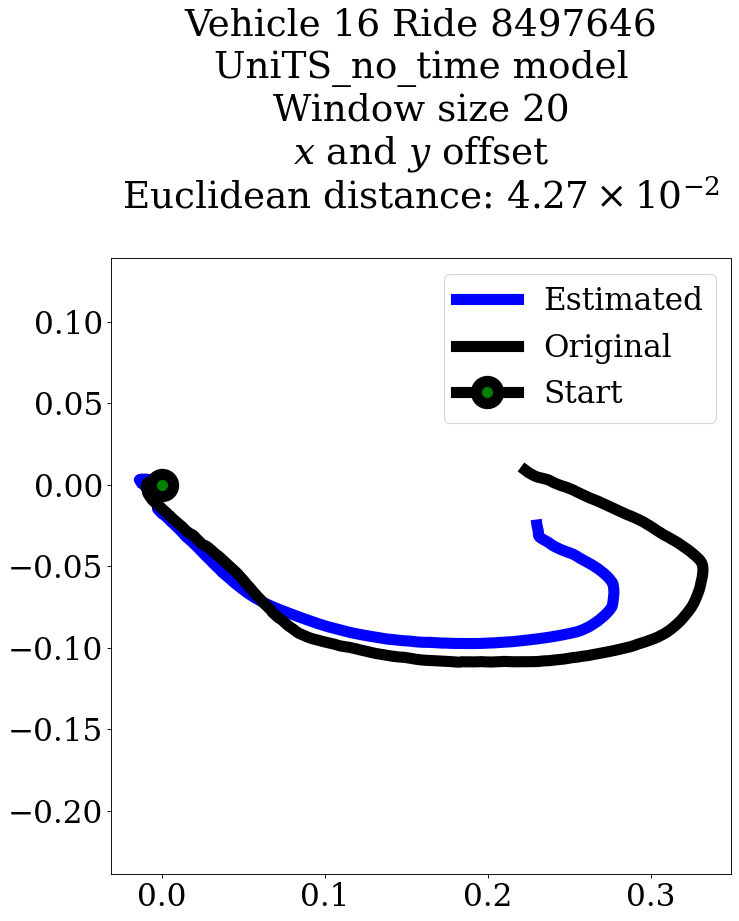 Vehicle 16 Ride 8497646
UniTS_no_time model
Window size 20
x and y offset
Euclidean distance: 4.27 × 10⁻²
Estimated
Original
Start
0.10
0.05
0.00
−0.05
−0.10
−0.15
−0.20
0.0 0.1 0.2 0.3